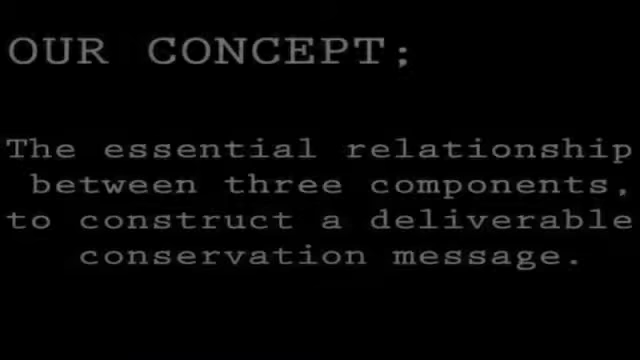 OUR CONCEPT;
The essential relationship
between three components,
to construct a deliverable
conservation message.